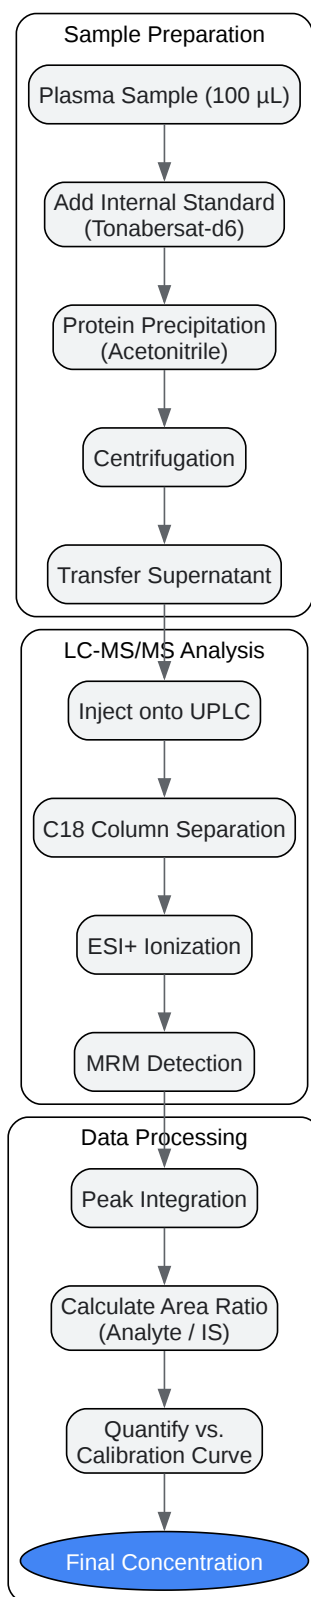 Sample Preparation
Plasma Sample (100 µL)
Add Internal Standard
(Tonabersat-d6)
Protein Precipitation
(Acetonitrile)
Centrifugation
Transfer Supernatant
LC-MS/MS Analysis
Inject onto UPLC
C18 Column Separation
ESI+ Ionization
MRM Detection
Data Processing
Peak Integration
Calculate Area Ratio
(Analyte / IS)
Quantify vs.
Calibration Curve
Final Concentration